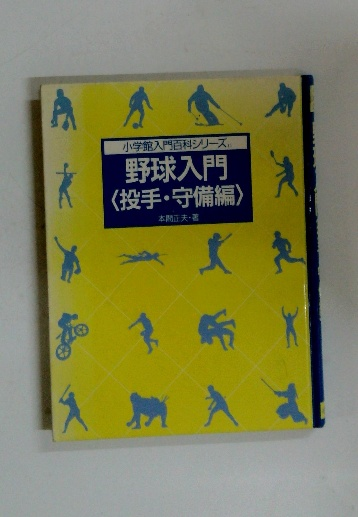 小学館入門百科シリーズ
野球入門
〈投手・守備編〉
本間正夫・著